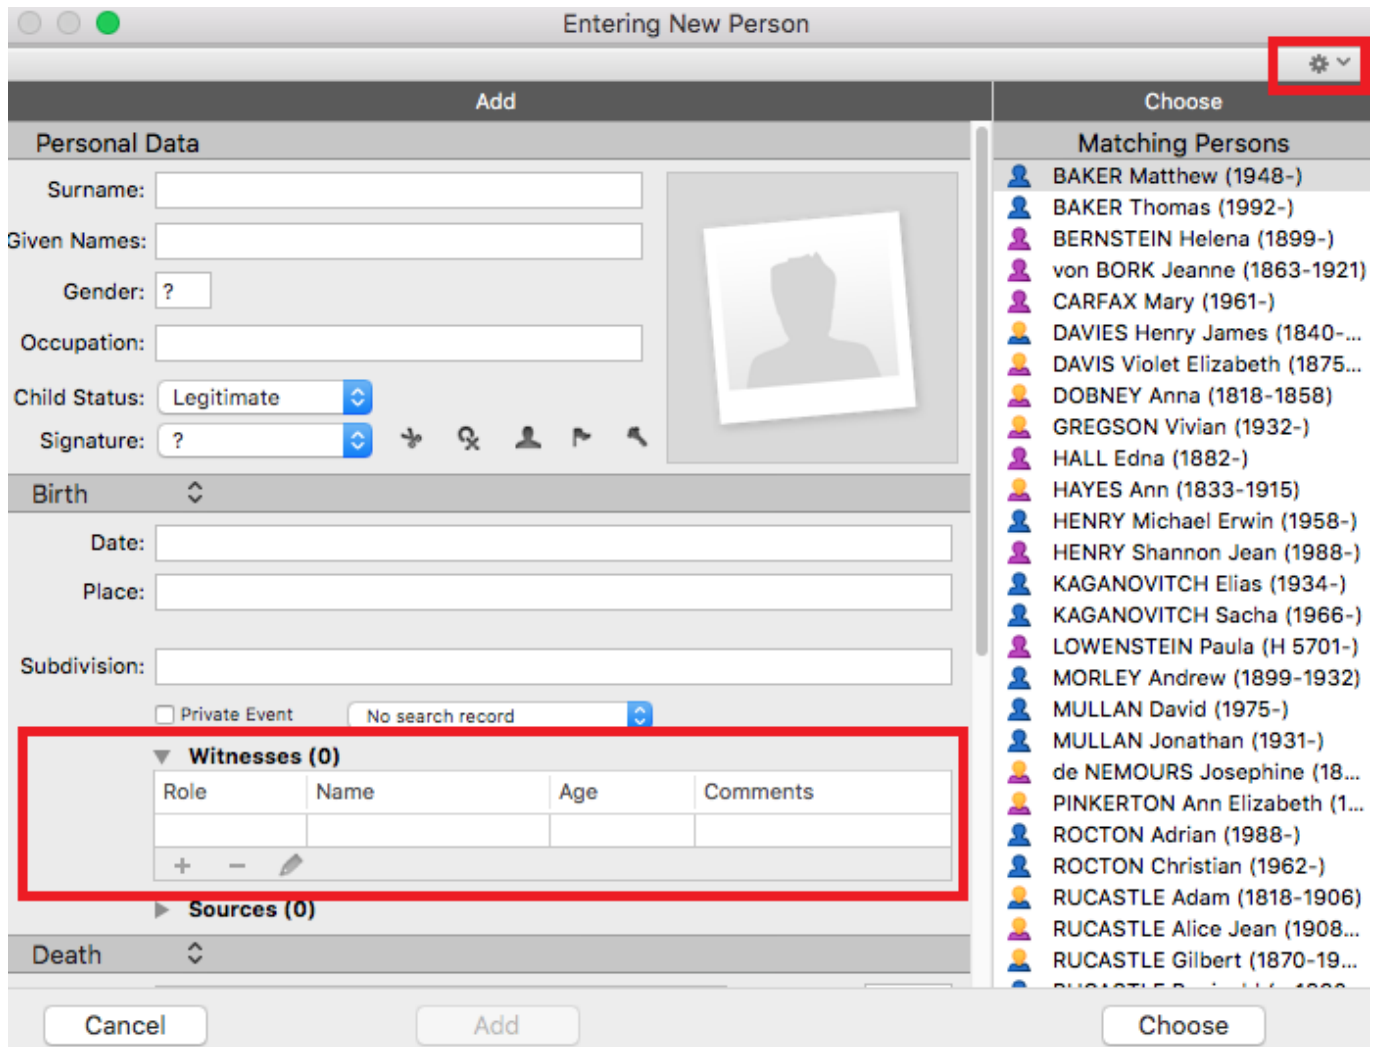 Entering New Person
Add
Choose
Personal Data
Surname:
Given Names:
Gender: ?
Occupation:
Child Status: Legitimate
Signature: ?
Birth
Date:
Place:
Subdivision:
Private Event No search record
Witnesses (0)
Role Name Age Comments
Sources (0)
Death
Cancel
Add
Matching Persons
BAKER Matthew (1948-)
BAKER Thomas (1992-)
BERNSTEIN Helena (1899-)
von BORK Jeanne (1863-1921)
CARFAX Mary (1961-)
DAVIES Henry James (1840-...
DAVIS Violet Elizabeth (1875...
DOBNEY Anna (1818-1858)
GREGSON Vivian (1932-)
HALL Edna (1882-)
HAYES Ann (1833-1915)
HENRY Michael Erwin (1958-)
HENRY Shannon Jean (1988-)
KAGANOVITCH Elias (1934-)
KAGANOVITCH Sacha (1966-)
LOWENSTEIN Paula (H 5701-)
MORLEY Andrew (1899-1932)
MULLAN David (1975-)
MULLAN Jonathan (1931-)
de NEMOURS Josephine (18...
PINKERTON Ann Elizabeth (1...
ROCTON Adrian (1988-)
ROCTON Christian (1962-)
RUCASTLE Adam (1818-1906)
RUCASTLE Alice Jean (1908...
RUCASTLE Gilbert (1870-19...
Choose